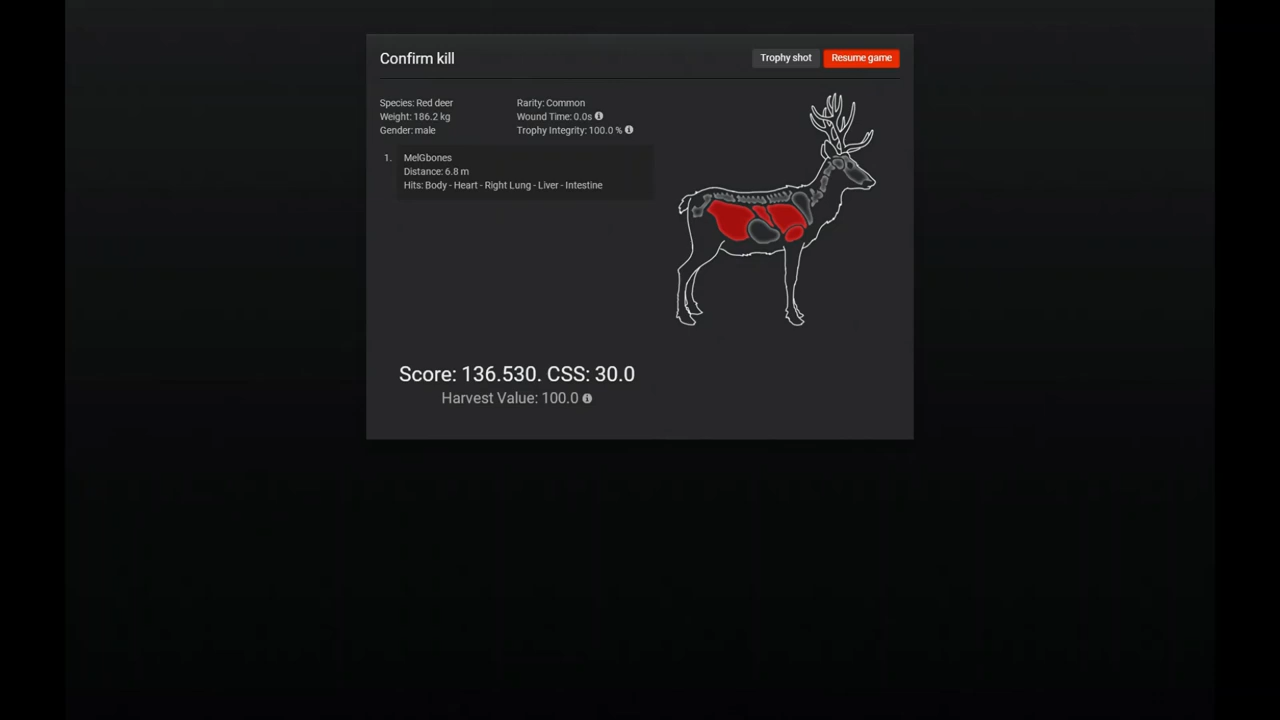 Confirm kill
Trophy shot
Resume game
Species: Red deer
Weight: 186.2 kg
Gender: male
Rarity: Common
Wound Time: 0.0s
Trophy Integrity: 100.0 %
1. MelGbones
Distance: 6.8 m
Hits: Body - Heart - Right Lung - Liver - Intestine
Score: 136.530. CSS: 30.0
Harvest Value: 100.0